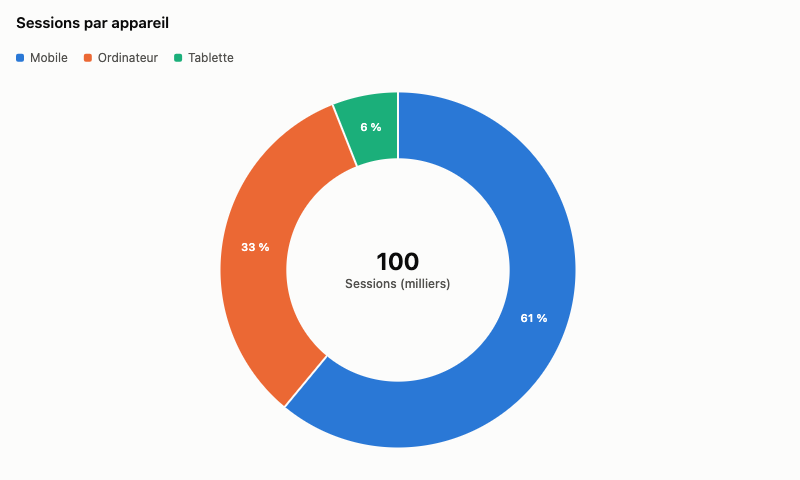 Sessions par appareil
Mobile Ordinateur Tablette
6 %
33 %
100
Sessions (milliers)
61 %